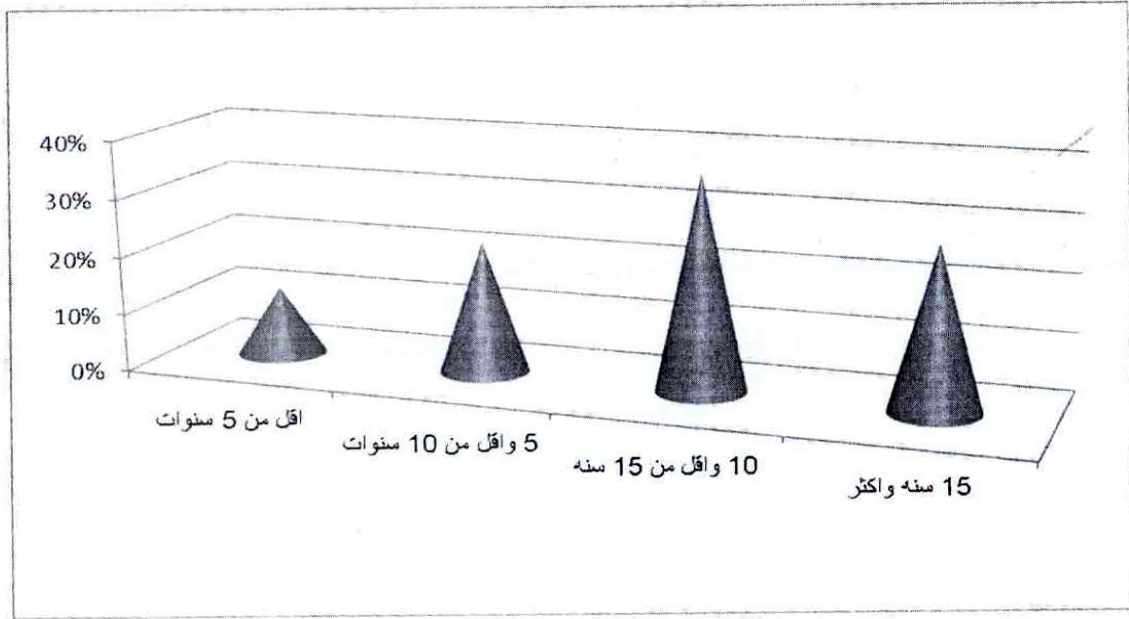 40%
30%
20%
10%
0%
اقل من 5 سنوات
5 واقل من 10 سنوات
10 واقل من 15 سنه
15 سنه واكثر